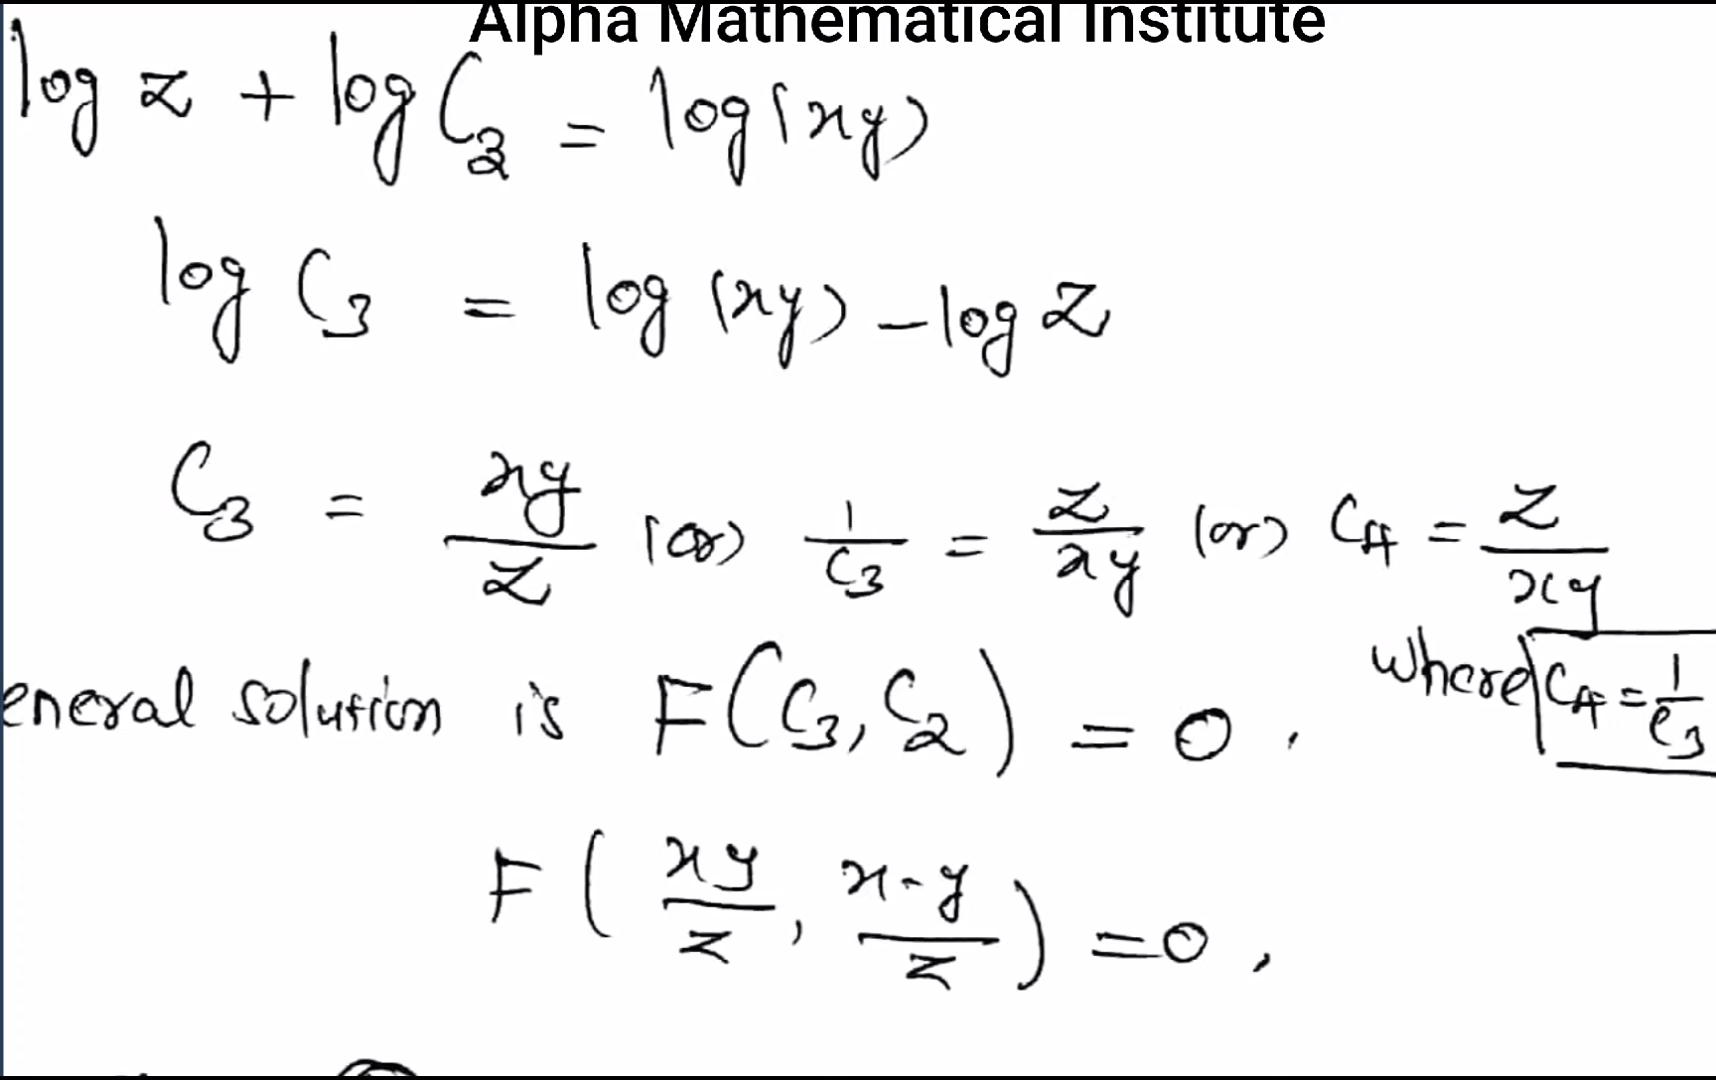 Alpha Mathematical Institute
log z + log C₃ = log(xy)
log C₃ = log (xy) - log z
C₃ = xy/z (or) 1/C₃ = z/xy (or) C₄ = z/xy
eneral solution is F(C₃, C₂) = 0. where C₄ = 1/C₃
F(xy/z, x-y/z) = 0,